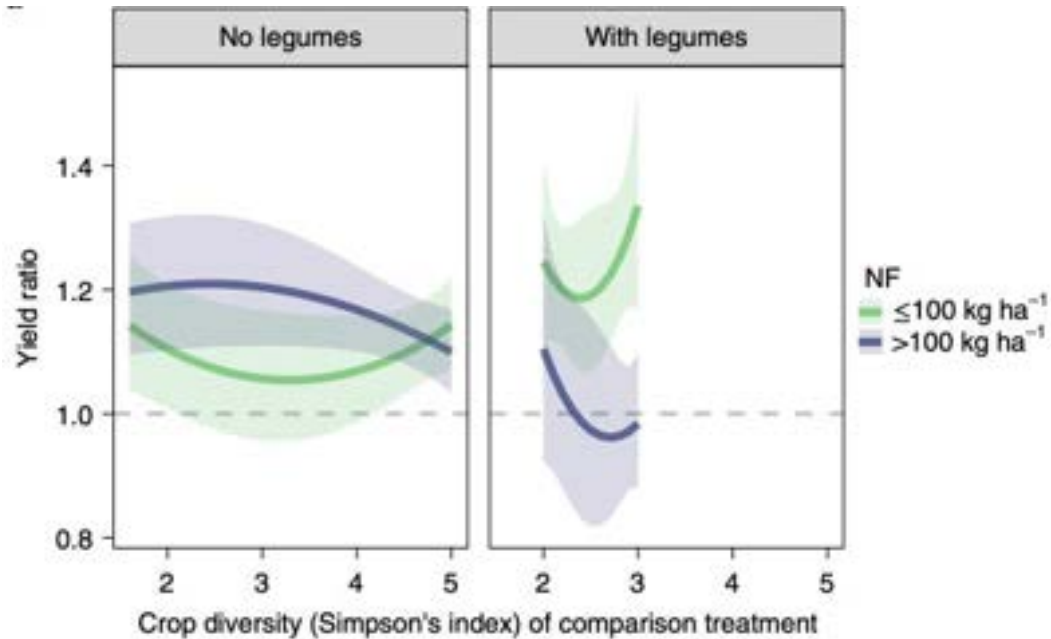 No legumes
With legumes
Yield ratio
1.4
1.2
1.0
0.8
2 3 4 5
2 3 4 5
Crop diversity (Simpson's index) of comparison treatment
NF
≤100 kg ha⁻¹
>100 kg ha⁻¹